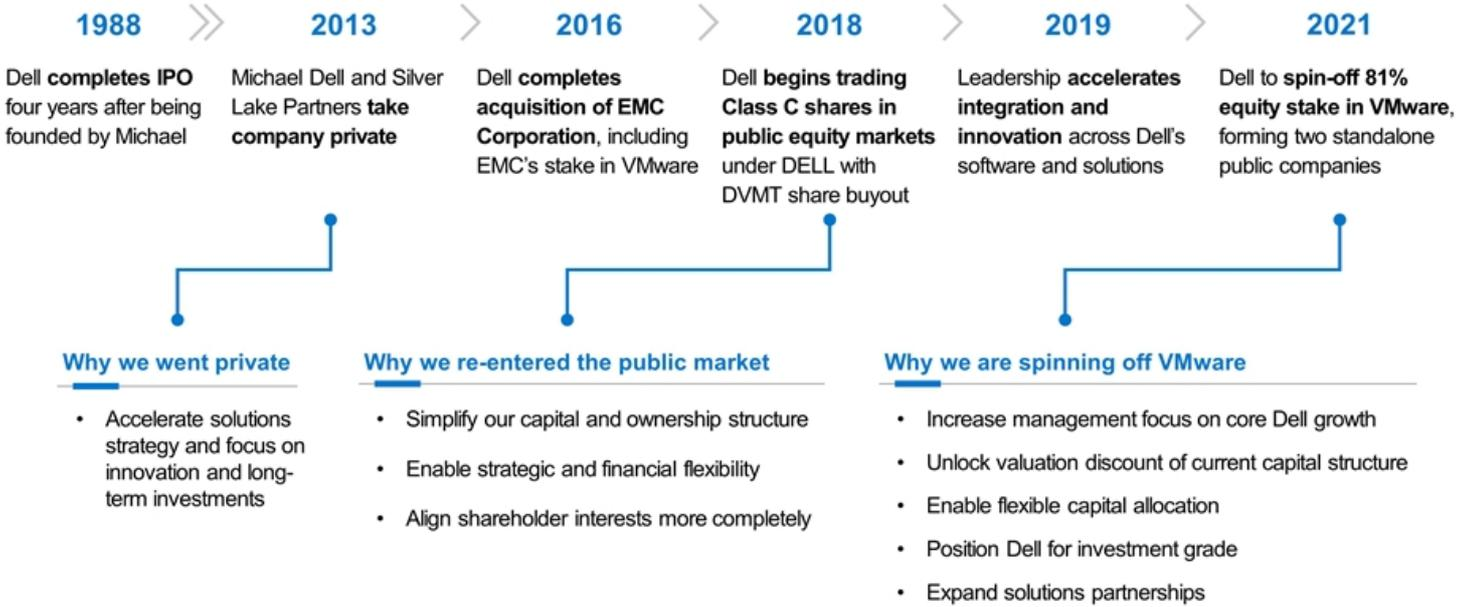 1988
2013
2016
2018
2019
2021
Dell completes IPO
four years after being
founded by Michael
Michael Dell and Silver
Lake Partners take
company private
Dell completes
acquisition of EMC
Corporation, including
EMC's stake in VMware
Dell begins trading
Class C shares in
public equity markets
under DELL with
DVMT share buyout
Leadership accelerates
integration and
innovation across Dell's
software and solutions
Dell to spin-off 81%
equity stake in VMware,
forming two standalone
public companies
Why we went private
• Accelerate solutions
strategy and focus on
innovation and long-
term investments
Why we re-entered the public market
• Simplify our capital and ownership structure
• Enable strategic and financial flexibility
• Align shareholder interests more completely
Why we are spinning off VMware
• Increase management focus on core Dell growth
• Unlock valuation discount of current capital structure
• Enable flexible capital allocation
• Position Dell for investment grade
• Expand solutions partnerships